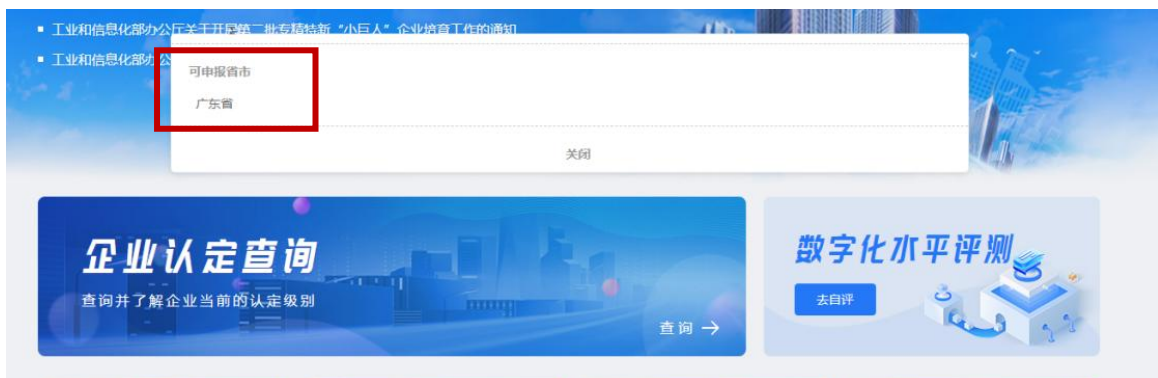 工业和信息化部办公厅关于开展第二批专精特新“小巨人”企业培育工作的通知
工业和信息化部办公
可申报省市
广东省
关闭
企业认定查询
查询并了解企业当前的认定级别
查询 →
数字化水平评测
去自评